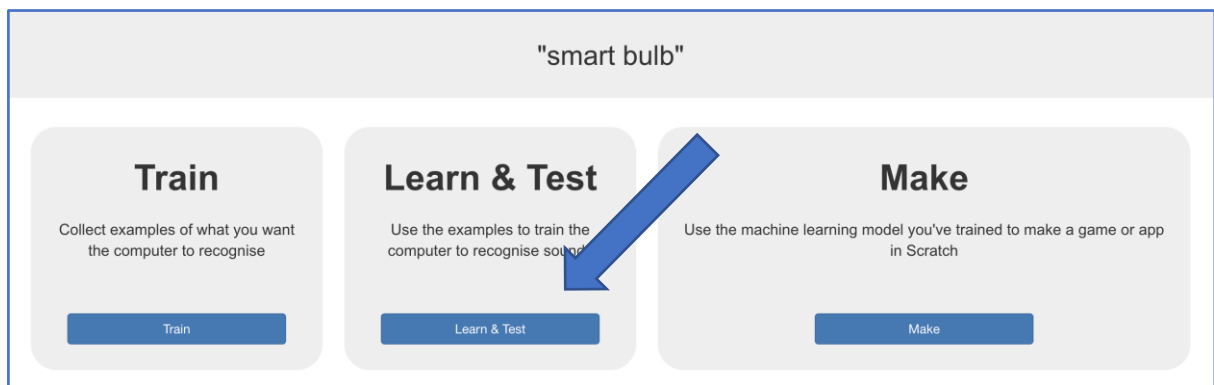 "smart bulb"
Train
Collect examples of what you want
the computer to recognise
Train
Learn & Test
Use the examples to train the
computer to recognise
Learn & Test
Make
Use the machine learning model you've trained to make a game or app
in Scratch
Make